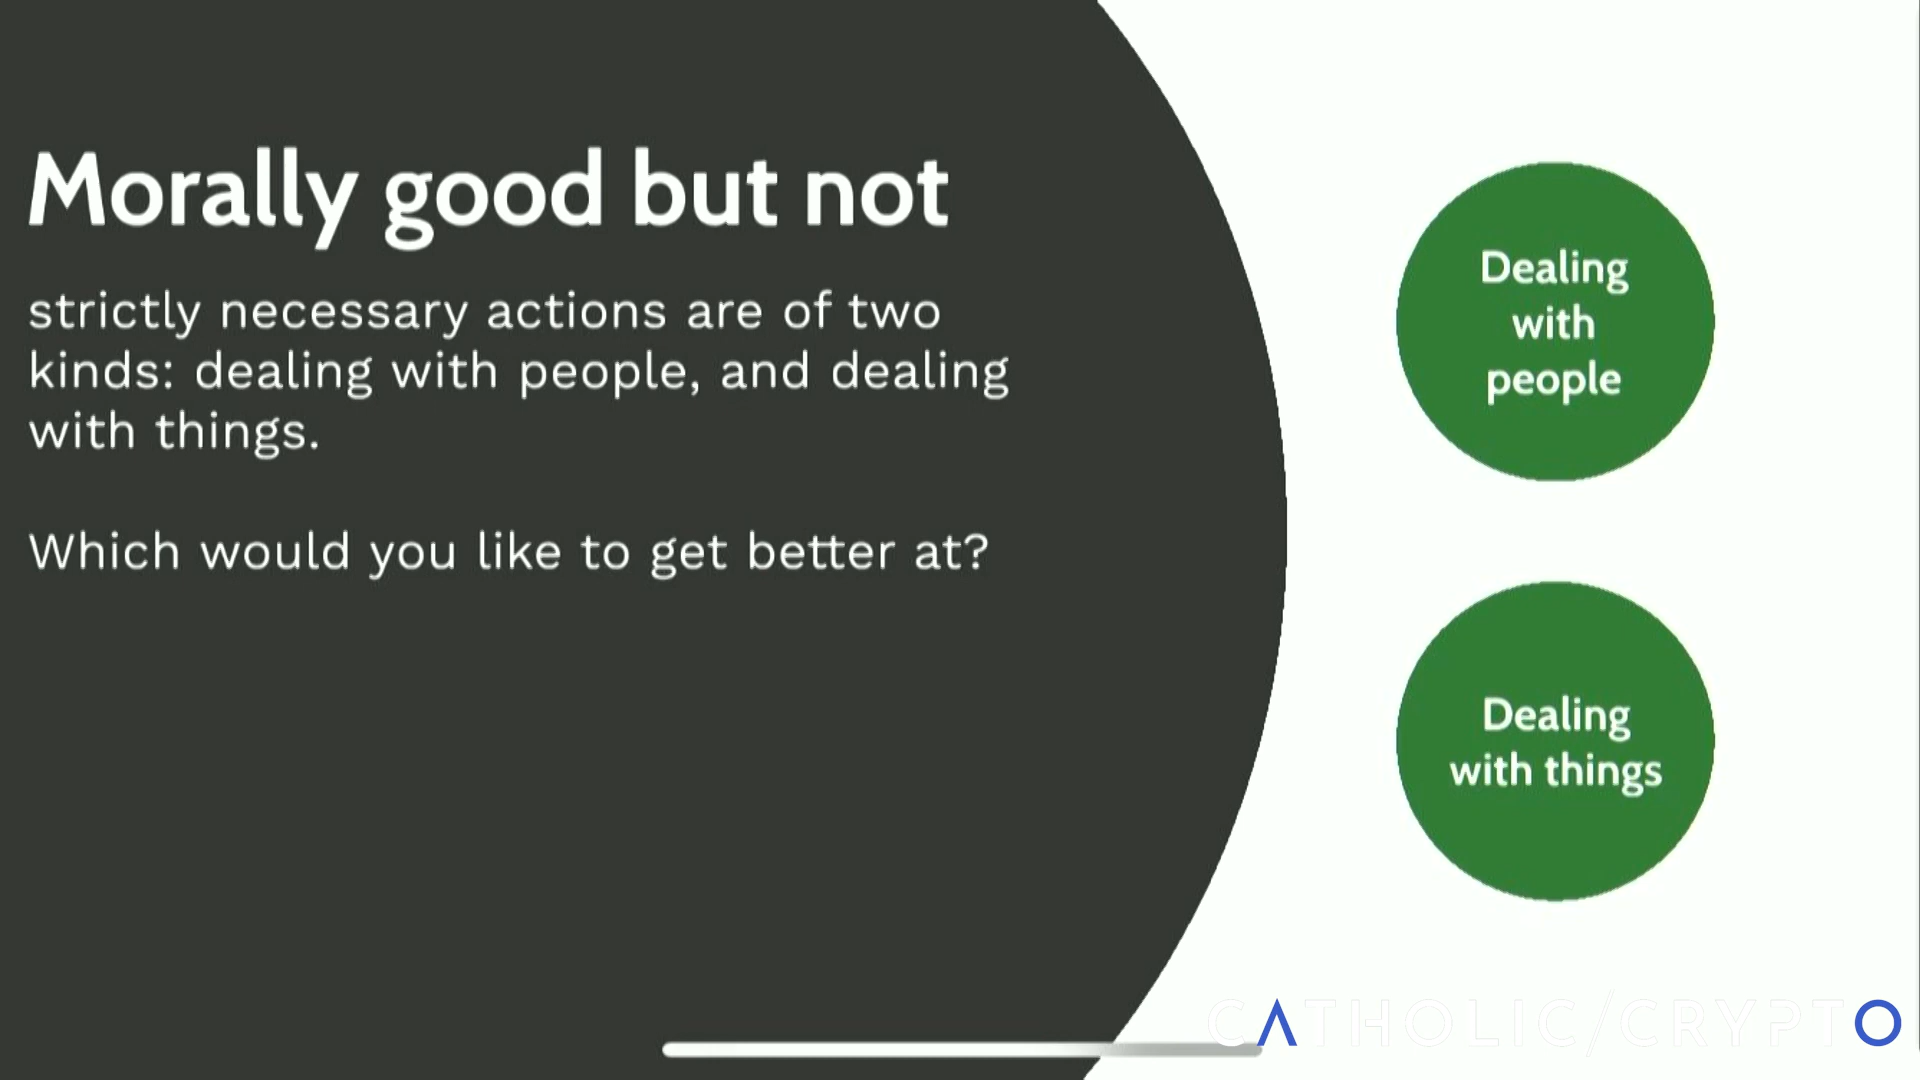 Morally good but not
strictly necessary actions are of two
kinds: dealing with people, and dealing
with things.
Which would you like to get better at?
Dealing
with
people
Dealing
with things
CATHOLIC/CRYPTO